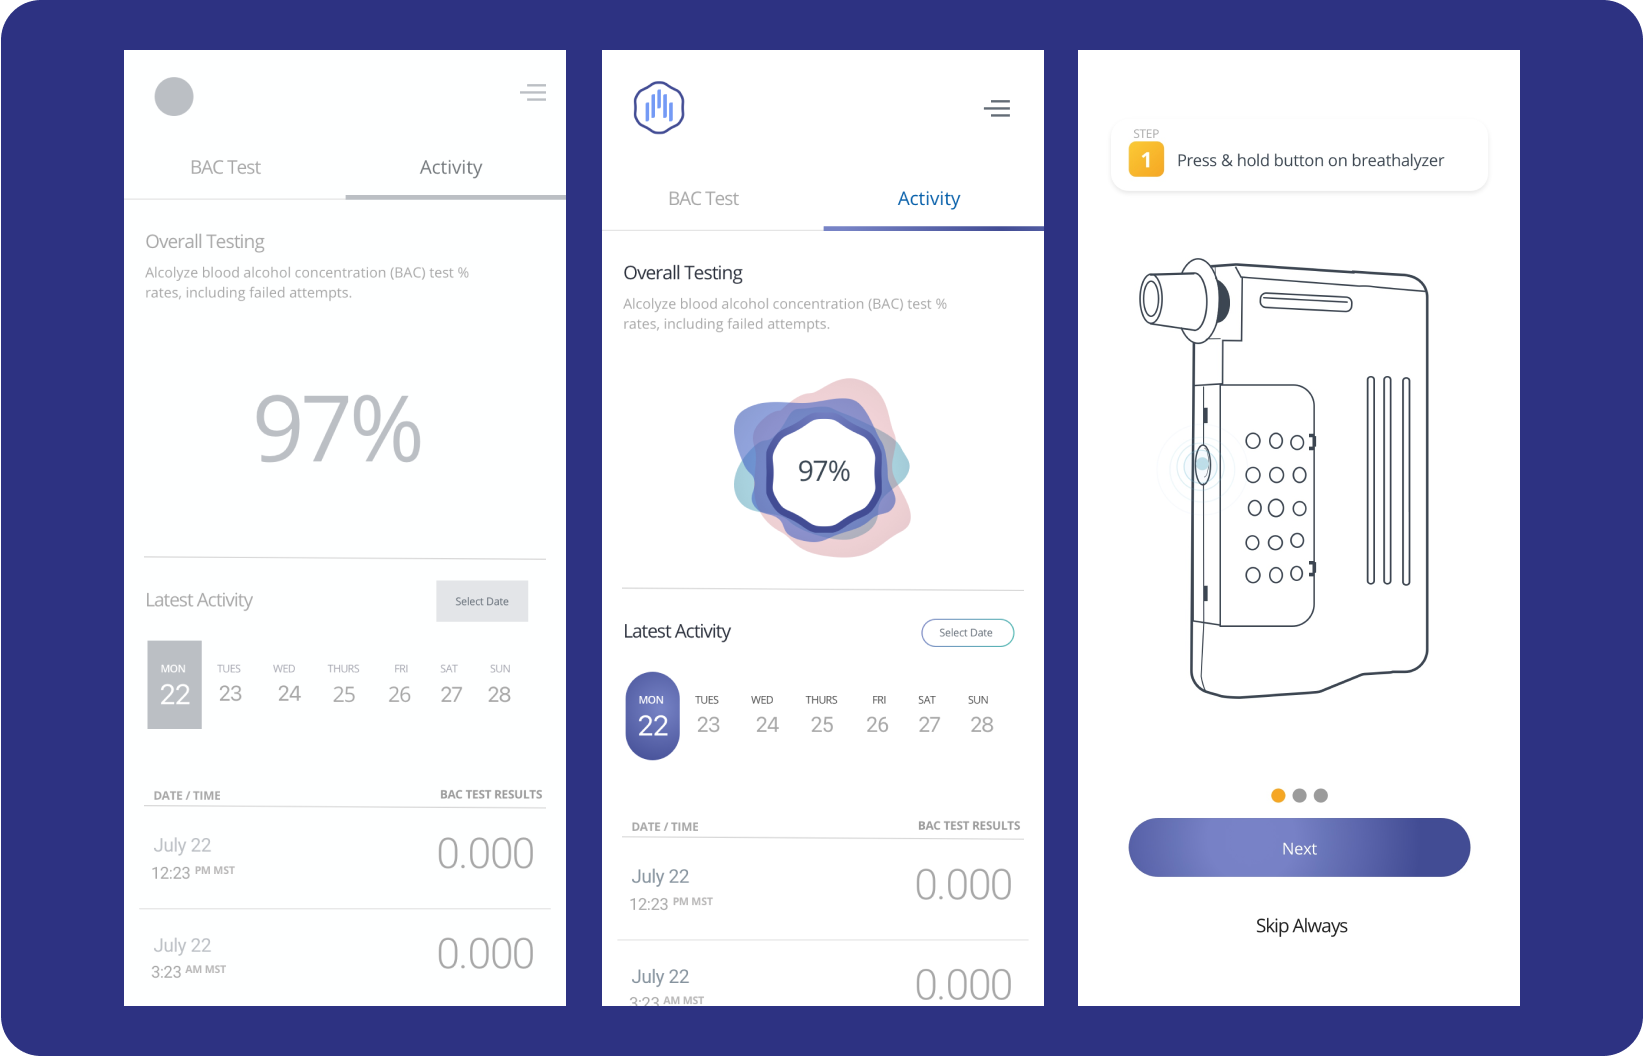 BAC Test
Activity
Overall Testing
Alcolyze blood alcohol concentration (BAC) test %
rates, including failed attempts.
97%
Latest Activity
Select Date
MON TUES WED THURS FRI SAT SUN
22 23 24 25 26 27 28
DATE / TIME
BAC TEST RESULTS
July 22
12:23 PM MST
0.000
July 22
3:23 AM MST
0.000
BAC Test
Activity
Overall Testing
Alcolyze blood alcohol concentration (BAC) test %
rates, including failed attempts.
97%
Latest Activity
Select Date
MON TUES WED THURS FRI SAT SUN
22 23 24 25 26 27 28
DATE / TIME
BAC TEST RESULTS
July 22
12:23 PM MST
0.000
July 22
3:23 AM MST
0.000
STEP
1 Press & hold button on breathalyzer
Next
Skip Always